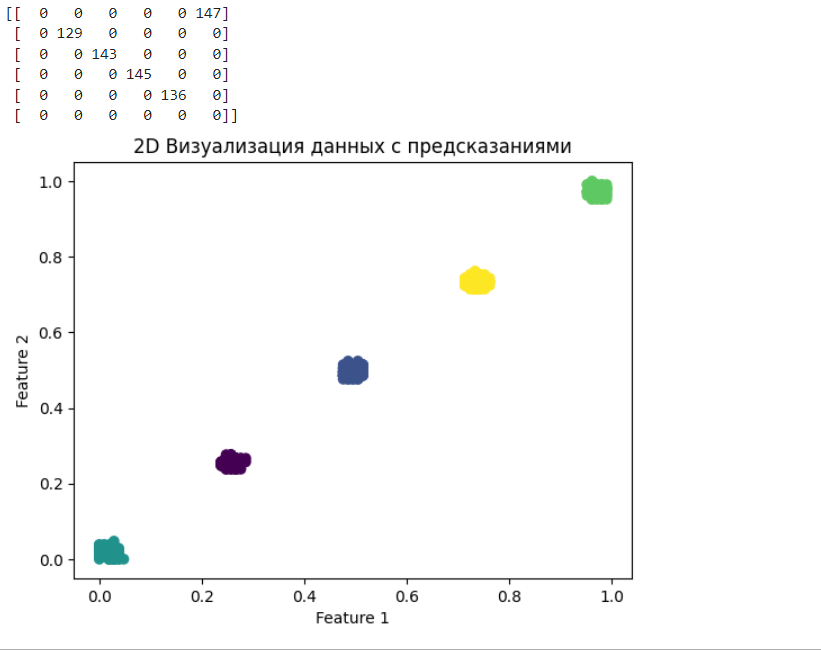 [[  0   0   0   0   0 147]
 [  0 129   0   0   0   0]
 [  0   0 143   0   0   0]
 [  0   0   0 145   0   0]
 [  0   0   0   0 136   0]
 [  0   0   0   0   0   0]]
2D Визуализация данных с предсказаниями
1.0
0.8
0.6
0.4
0.2
0.0
Feature 2
0.0 0.2 0.4 0.6 0.8 1.0
Feature 1